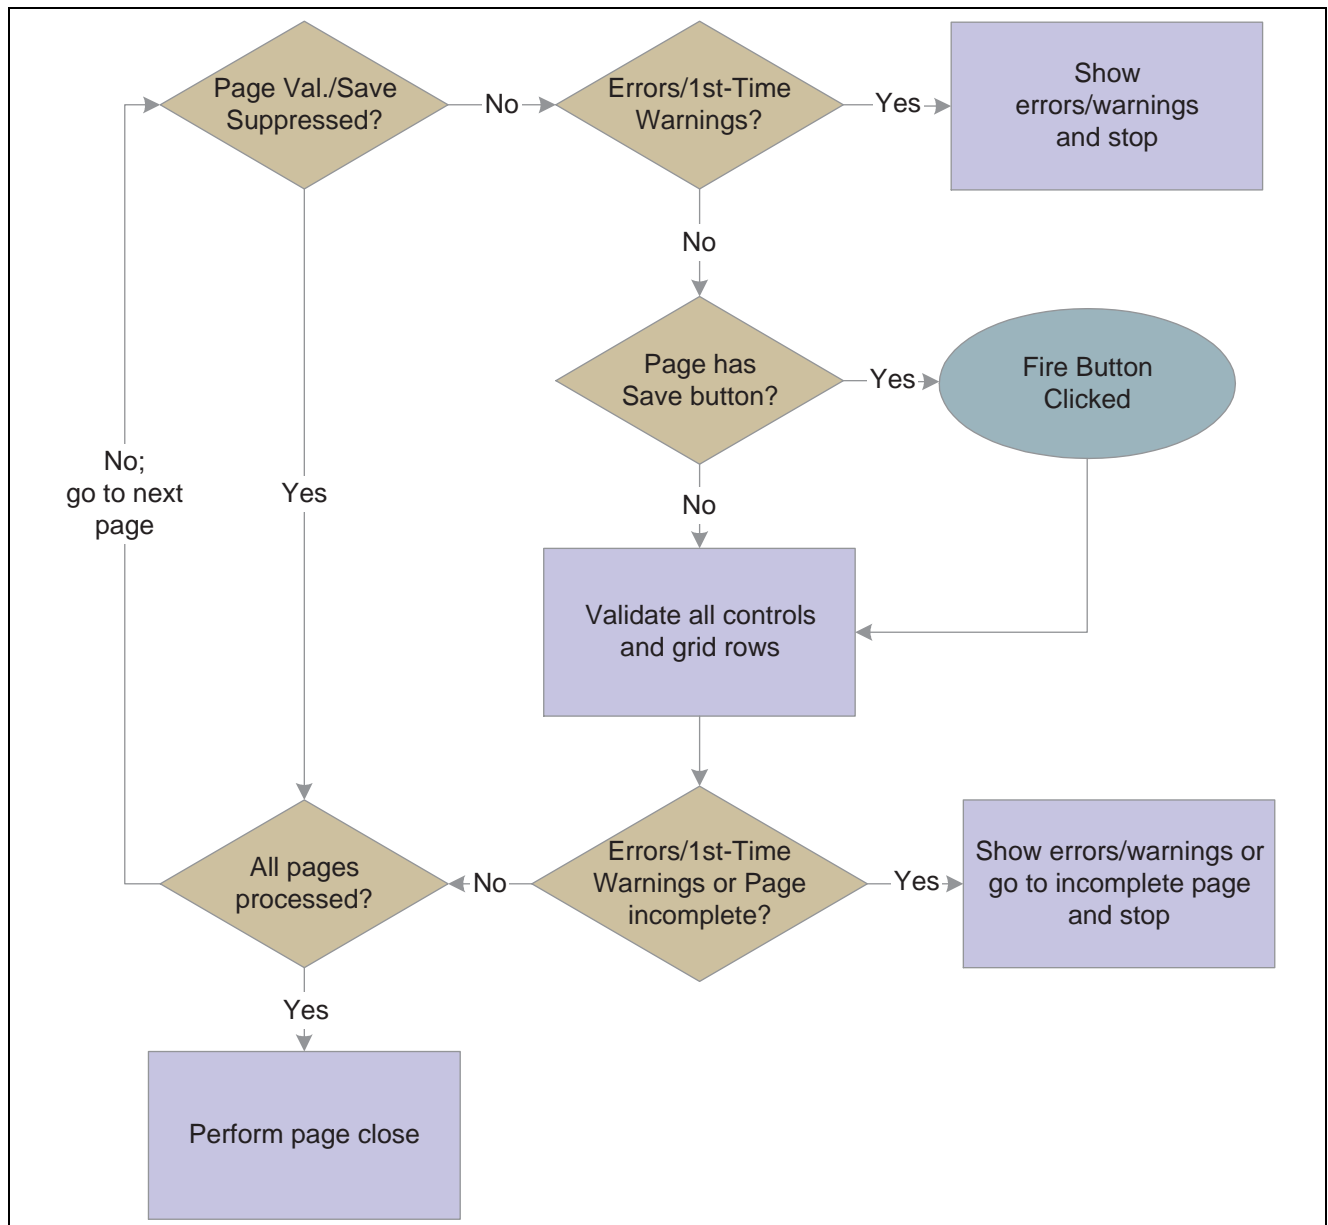 Page Val./Save
Suppressed?
No
Errors/1st-Time
Warnings?
Yes
Show
errors/warnings
and stop
No
Page has
Save button?
Yes
Fire Button
Clicked
No;
go to next
page
Yes
No
Validate all controls
and grid rows
All pages
processed?
No
Errors/1st-Time
Warnings or Page
incomplete?
Yes
Show errors/warnings or
go to incomplete page
and stop
Yes
Perform page close